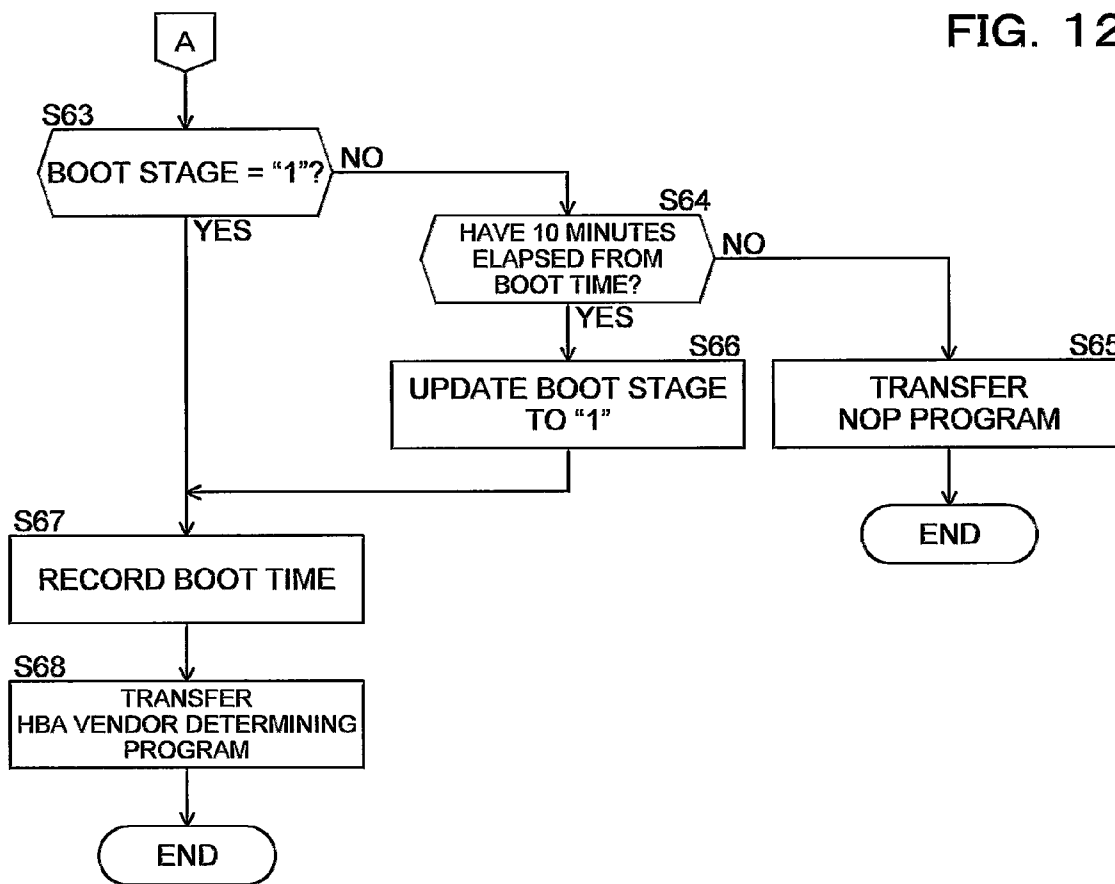 FIG. 12
A
S63
BOOT STAGE = “1”?
NO
YES
S64
HAVE 10 MINUTES
ELAPSED FROM
BOOT TIME?
NO
YES
S66
UPDATE BOOT STAGE
TO “1”
S65
TRANSFER
NOP PROGRAM
END
S67
RECORD BOOT TIME
S68
TRANSFER
HBA VENDOR DETERMINING
PROGRAM
END